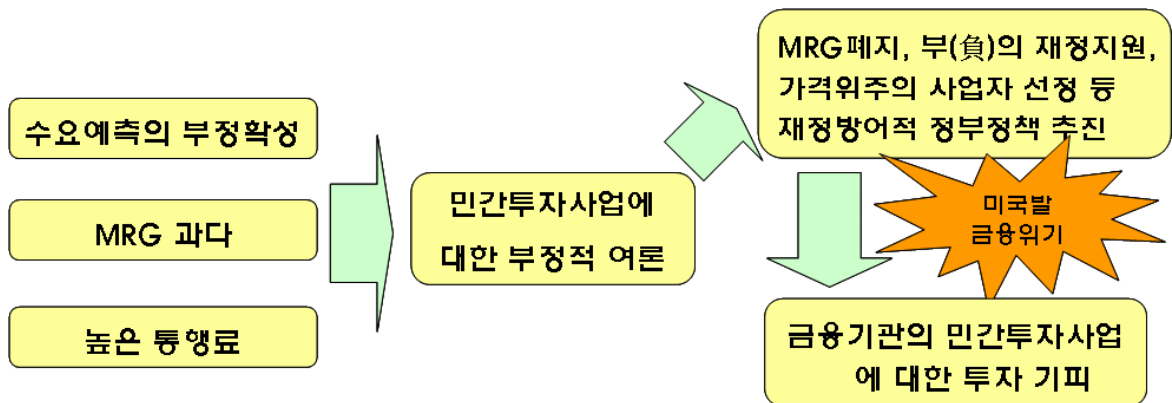 수요예측의 부정확성
MRG 과다
높은 통행료
민간투자사업에
대한 부정적 여론
MRG폐지, 부(負)의 재정지원,
가격위주의 사업자 선정 등
재정방어적 정부정책 추진
미국발
금융위기
금융기관의 민간투자사업
에 대한 투자 기피